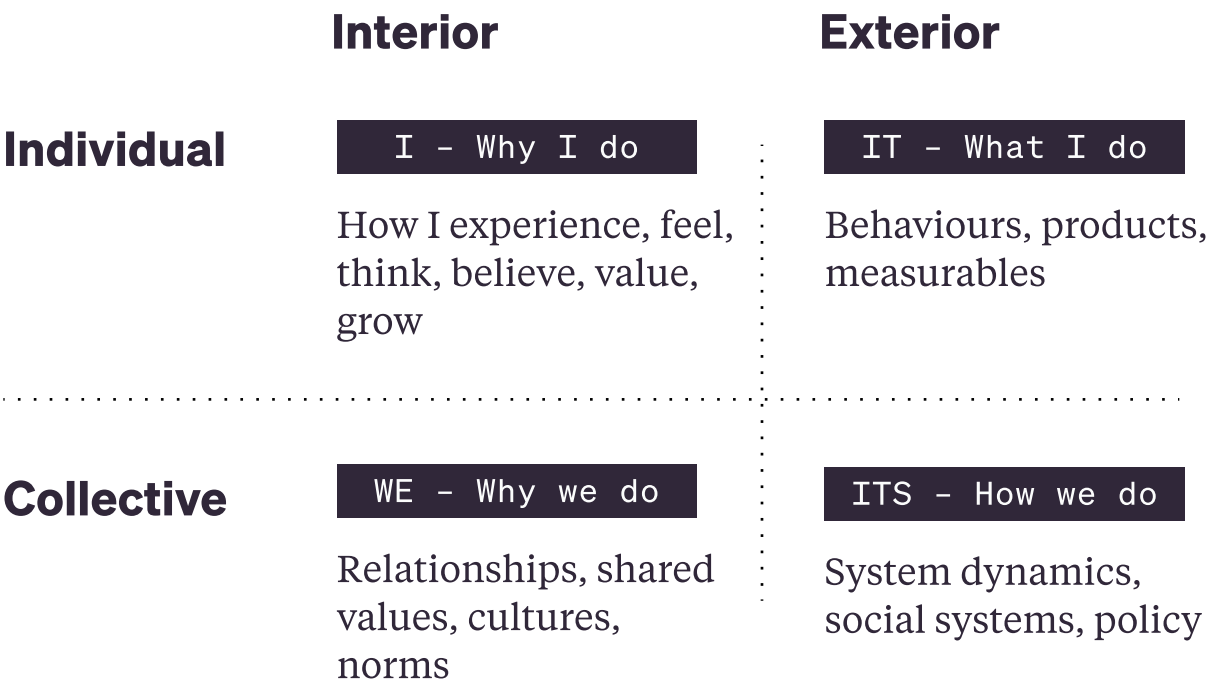 Interior
Exterior
Individual
I – Why I do
IT – What I do
How I experience, feel,
think, believe, value,
grow
Behaviours, products,
measurables
Collective
WE – Why we do
ITS – How we do
Relationships, shared
values, cultures,
norms
System dynamics,
social systems, policy